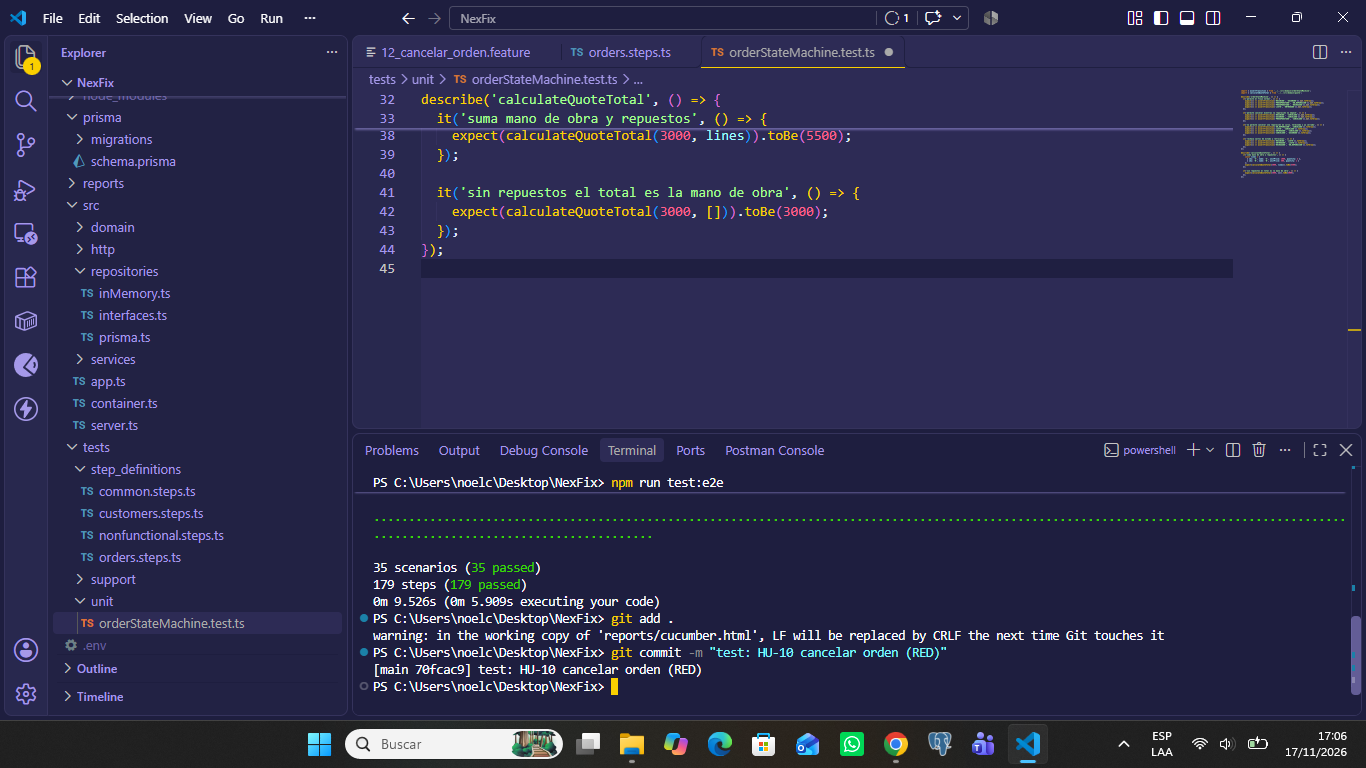 File Edit Selection View Go Run ···
NexFix
1
Explorer ···
1
NexFix
node_modules
prisma
migrations
schema.prisma
reports
src
domain
http
repositories
TS inMemory.ts
TS interfaces.ts
TS prisma.ts
services
TS app.ts
TS container.ts
TS server.ts
tests
step_definitions
TS common.steps.ts
TS customers.steps.ts
TS nonfunctional.steps.ts
TS orders.steps.ts
support
unit
TS orderStateMachine.test.ts
.env
Outline
Timeline
12_cancelar_orden.feature
TS orders.steps.ts
TS orderStateMachine.test.ts
tests > unit > TS orderStateMachine.test.ts > ...
32 describe('calculateQuoteTotal', () => {
33 it('suma mano de obra y repuestos', () => {
38 expect(calculateQuoteTotal(3000, lines)).toBe(5500);
39 });
40
41 it('sin repuestos el total es la mano de obra', () => {
42 expect(calculateQuoteTotal(3000, [])).toBe(3000);
43 });
44 });
45
Problems Output Debug Console Terminal Ports Postman Console
powershell
PS C:\Users\noelc\Desktop\NexFix> npm run test:e2e
35 scenarios (35 passed)
179 steps (179 passed)
0m 9.526s (0m 5.909s executing your code)
PS C:\Users\noelc\Desktop\NexFix> git add .
warning: in the working copy of 'reports/cucumber.html', LF will be replaced by CRLF the next time Git touches it
PS C:\Users\noelc\Desktop\NexFix> git commit -m "test: HU-10 cancelar orden (RED)"
[main 70fcac9] test: HU-10 cancelar orden (RED)
PS C:\Users\noelc\Desktop\NexFix>
Buscar
ESP
LAA
17:06
17/11/2026